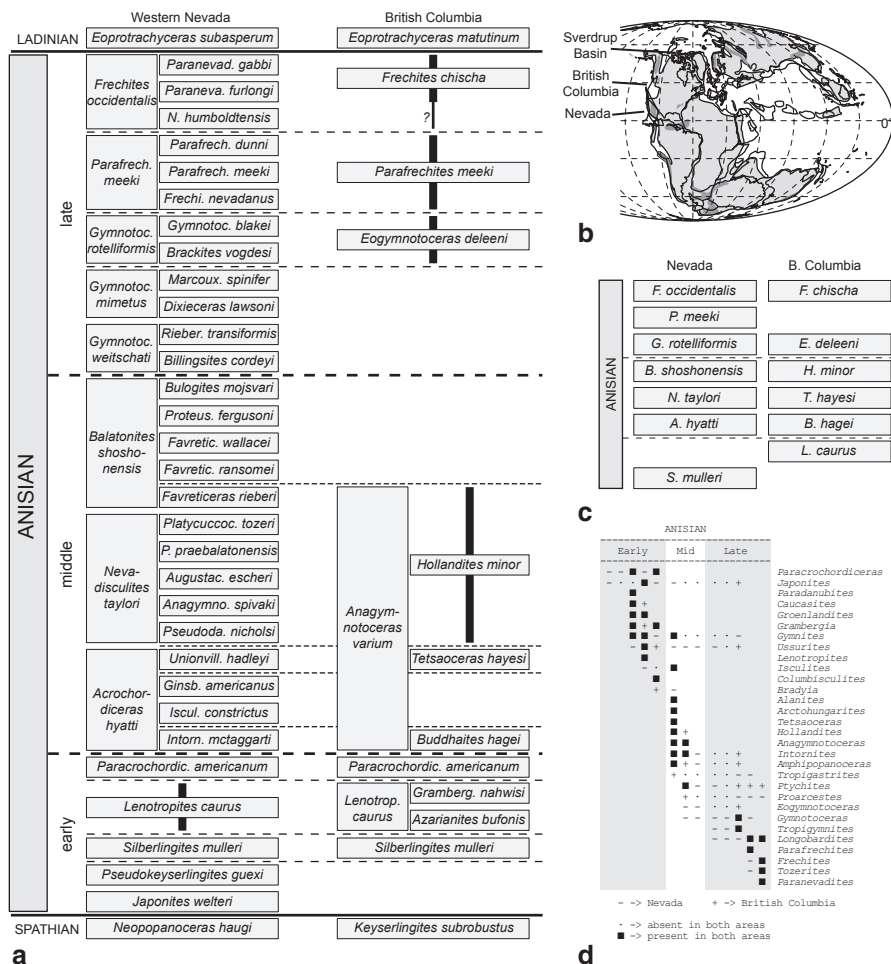 Western Nevada
British Columbia
LADINIAN
Eoprotrachyceras subasperum
Eoprotrachyceras matutinum
ANISIAN
late
Frechites occidentalis
Paranevad. gabbi
Paraneva. furlongi
N. humboldtensis
Frechites chischa
?
Parafrech. meeki
Parafrech. dunni
Parafrech. meeki
Frechi. nevadanus
Parafrechites meeki
Gymnotoc. rotelliformis
Gymnotoc. blakei
Brackites vogdesi
Eogymnotoceras deleeni
Gymnotoc. mimetus
Marcoux. spinifer
Dixieceras lawsoni
Gymnotoc. weitschati
Rieber. transiformis
Billingsites cordeyi
middle
Balatonites shosho-
nensis
Bulogites mojsvari
Proteus. fergusoni
Favretic. wallacei
Favretic. ransomei
Favreticeras rieberi
Neva-
disculites
taylori
Platycuccoc. tozeri
P. praebalatonensis
Augustac. escheri
Anagymno. spivaki
Pseudoda. nicholsi
Anagym-
notoceras
varium
Hollandites minor
Acrochor-
diceras
hyatti
Unionvill. hadleyi
Ginsb. americanus
Iscul. constrictus
Intorn. mctaggarti
Tetsaoceras hayesi
Buddhaites hagei
early
Paracrochordic. americanum
Paracrochordic. americanum
Lenotropites caurus
Lenotrop. caurus
Gramberg. nahwisi
Azarianites bufonis
Silberlingites mulleri
Silberlingites mulleri
Pseudokeyserlingites guexi
Japonites welteri
SPATHIAN
Neopopanoceras haugi
Keyserlingites subrobustus
a
Sverdrup
Basin
British
Columbia
Nevada
0°
b
Nevada
B. Columbia
ANISIAN
F. occidentalis
F. chischa
P. meeki
G. rotelliformis
E. deleeni
B. shoshonensis
H. minor
N. taylori
T. hayesi
A. hyatti
B. hagei
L. caurus
S. mulleri
c
ANISIAN
Early Mid Late
Paracrochordiceras
Japonites
Paradanubites
Caucasites
Groenlandites
Grambergia
Gymnites
Ussurites
Lenotropites
Isculites
Columbisculites
Bradyia
Alanites
Arctohungarites
Tetsaoceras
Hollandites
Anagymnotoceras
Intornites
Amphipopanoceras
Tropigastrites
Ptychites
Proarcestes
Eogymnotoceras
Gymnotoceras
Tropigymnites
Longobardites
Parafrechites
Frechites
Tozerites
Paranevadites
- -> Nevada + -> British Columbia
· -> absent in both areas
■ -> present in both areas
d